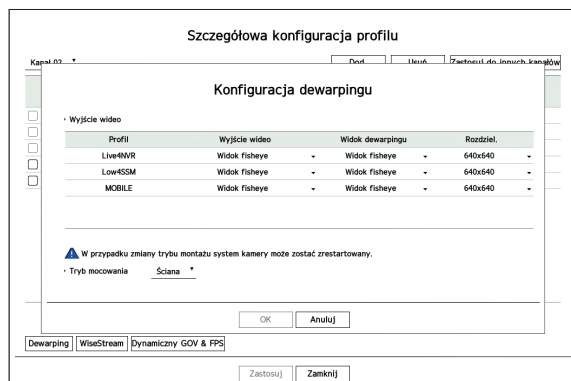 Szczegółowa konfiguracja profilu
Kanał 02 Dod Usuń Zastosuj do innych kanałów
Konfiguracja dewarpingu
Wyjście wideo
Profil Wyjście wideo Widok dewarpingu Rozdziel.
Live4NVR Widok fisheye Widok fisheye 640x640
Low4SSM Widok fisheye Widok fisheye 640x640
MOBILE Widok fisheye Widok fisheye 640x640
W przypadku zmiany trybu montażu system kamery może zostać zrestartowany.
Tryb mocowania Ściana
OK Anuluj
Dewarping WiseStream Dynamiczny GOV & FPS
Zastosuj Zamknij